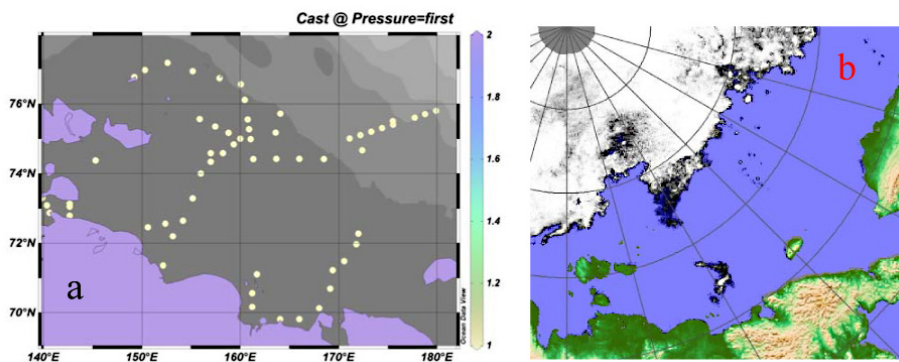 Cast @ Pressure=first
76°N
74°N
72°N
70°N
140°E
150°E
160°E
170°E
180°E
a
Ocean Data View
2
1.8
1.6
1.4
1.2
1
b